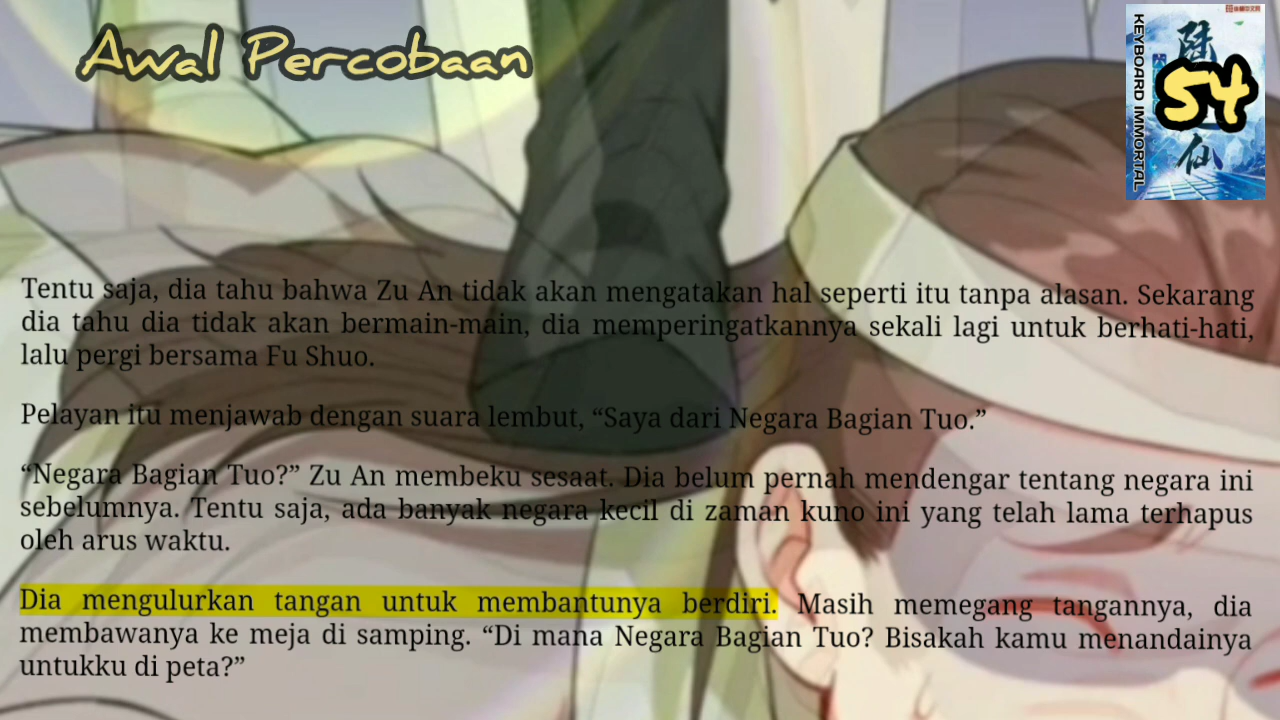 Awal Percobaan
KEYBOARD IMMORTAL
陸
54
仙
Tentu saja, dia tahu bahwa Zu An tidak akan mengatakan hal seperti itu tanpa alasan. Sekarang
dia tahu dia tidak akan bermain-main, dia memperingatkannya sekali lagi untuk berhati-hati,
lalu pergi bersama Fu Shuo.
Pelayan itu menjawab dengan suara lembut, “Saya dari Negara Bagian Tuo.”
“Negara Bagian Tuo?” Zu An membeku sesaat. Dia belum pernah mendengar tentang negara ini
sebelumnya. Tentu saja, ada banyak negara kecil di zaman kuno ini yang telah lama terhapus
oleh arus waktu.
Dia mengulurkan tangan untuk membantunya berdiri. Masih memegang tangannya, dia
membawanya ke meja di samping. “Di mana Negara Bagian Tuo? Bisakah kamu menandainya
untukku di peta?”